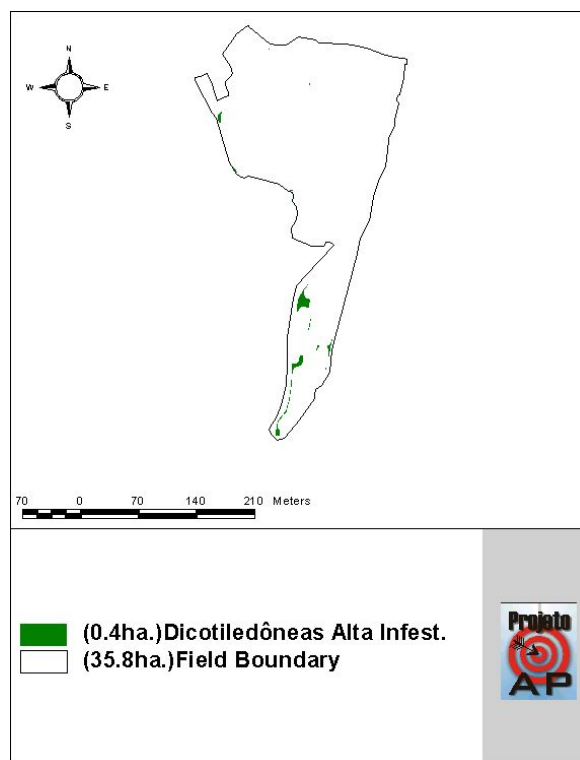 N
W E
S
70 0 70 140 210 Meters
(0.4ha.)Dicotiledôneas Alta Infest.
(35.8ha.)Field Boundary
Projeto
AP